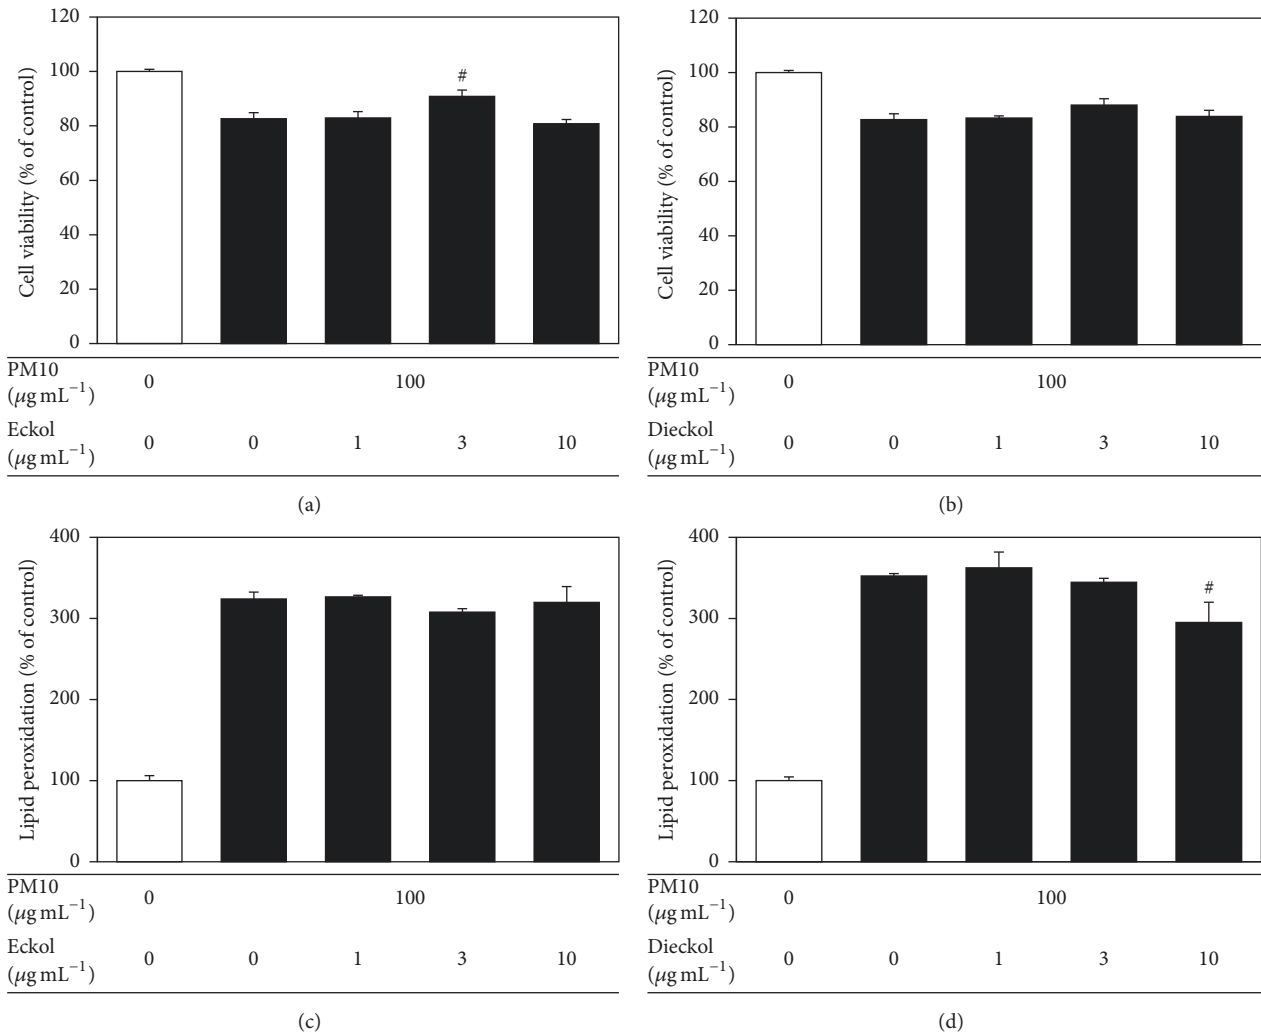 120
100
80
60
40
20
0
Cell viability (% of control)
#
PM10
(μg mL−1)
0
100
Eckol
(μg mL−1)
0 0 1 3 10
(a)
120
100
80
60
40
20
0
Cell viability (% of control)
PM10
(μg mL−1)
0
100
Dieckol
(μg mL−1)
0 0 1 3 10
(b)
400
300
200
100
0
Lipid peroxidation (% of control)
PM10
(μg mL−1)
0
100
Eckol
(μg mL−1)
0 0 1 3 10
(c)
400
300
200
100
0
Lipid peroxidation (% of control)
#
PM10
(μg mL−1)
0
100
Dieckol
(μg mL−1)
0 0 1 3 10
(d)